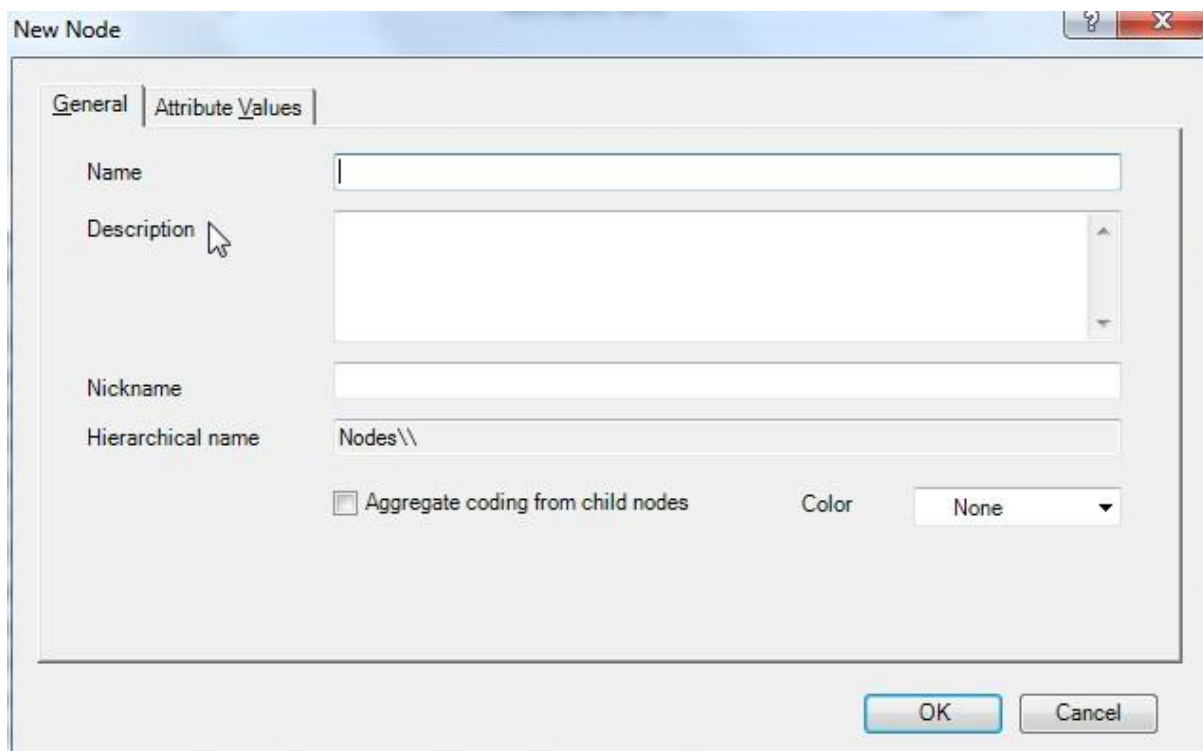 New Node
General Attribute Values
Name
Description
Nickname
Hierarchical name Nodes\\
Aggregate coding from child nodes Color None
OK Cancel